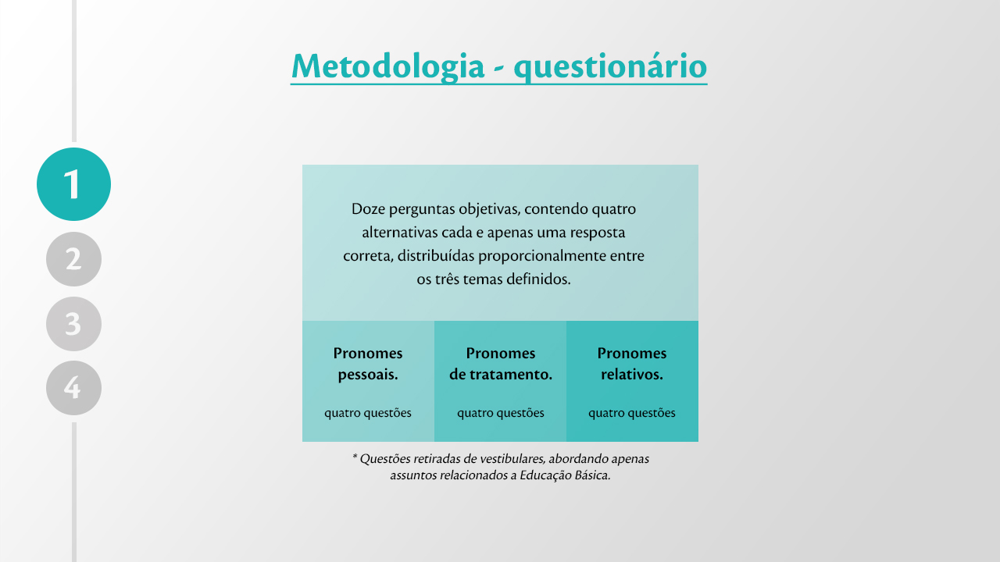 Metodologia - questionário
1
2
3
4
Doze perguntas objetivas, contendo quatro
alternativas cada e apenas uma resposta
correta, distribuídas proporcionalmente entre
os três temas definidos.
Pronomes
pessoais.
quatro questões
Pronomes
de tratamento.
quatro questões
Pronomes
relativos.
quatro questões
* Questões retiradas de vestibulares, abordando apenas
assuntos relacionados a Educação Básica.